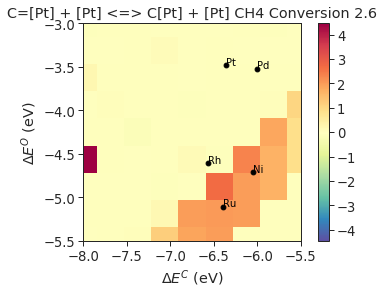 C=[Pt] + [Pt] <=> C[Pt] + [Pt] CH4 Conversion 2.6
−3.0
−3.5
−4.0
−4.5
−5.0
−5.5
ΔE^O (eV)
Pt
Pd
Rh
Ni
Ru
−8.0 −7.5 −7.0 −6.5 −6.0 −5.5
ΔE^C (eV)
4
3
2
1
0
−1
−2
−3
−4